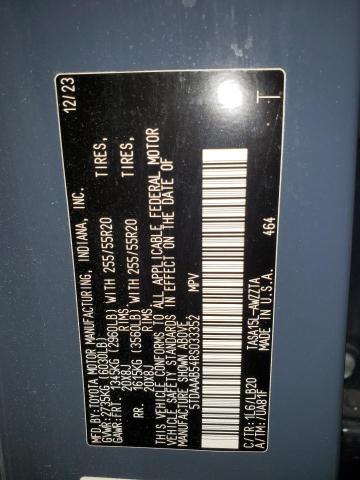 MFD.BY: TOYOTA MOTOR MANUFACTURING, INDIANA, INC. 12/23
GVWR:2735KG (6030LB)
GAWR:FRT. 1345KG (2960LB) WITH 255/55R20 TIRES,
20X8J RIMS
RR. 1615KG (3560LB) WITH 255/55R20 TIRES,
20X8J RIMS
THIS VEHICLE CONFORMS TO ALL APPLICABLE FEDERAL MOTOR
VEHICLE SAFETY STANDARDS IN EFFECT ON THE DATE OF
MANUFACTURE SHOWN ABOVE.
5TDAAAB54RS033352 MPV
C/TR: 1L6/LB20 TASA15L-AWZZTA 464
A/TM: /UA81F MADE IN U.S.A.